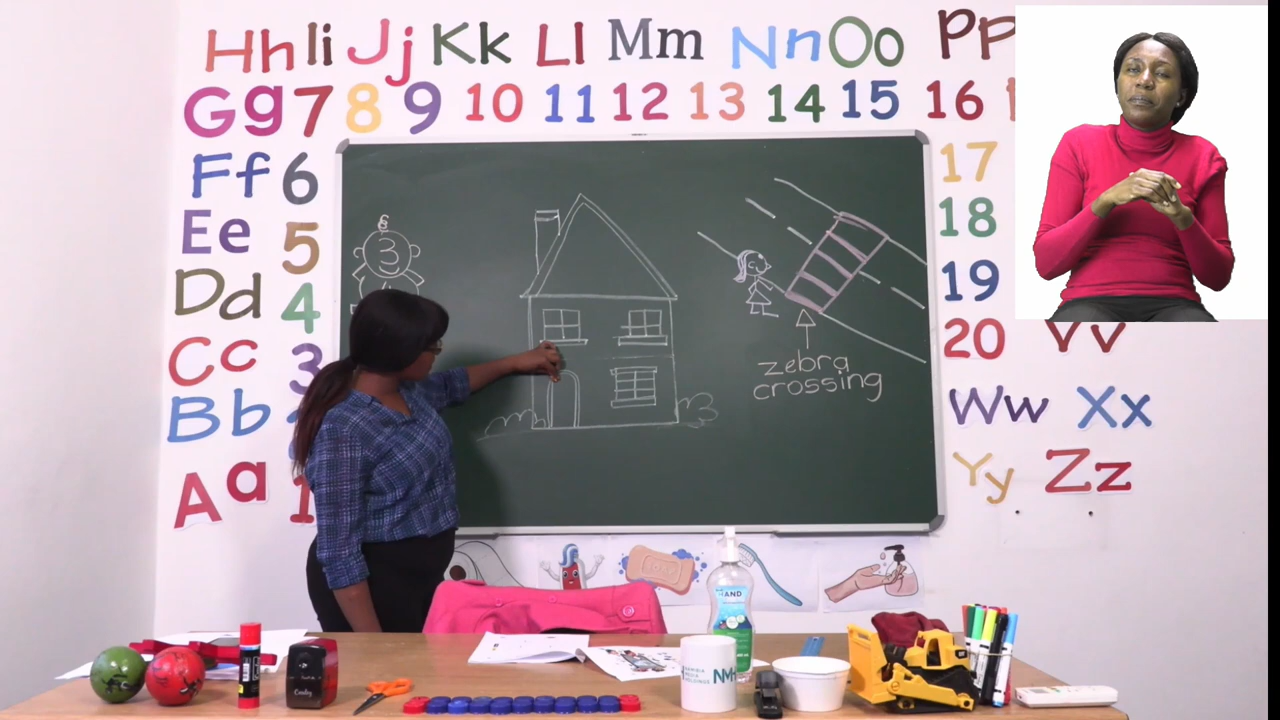 Hh Ii Jj Kk Ll Mm Nn Oo Pp
Gg 7 8 9 10 11 12 13 14 15 16
Ff 6
Ee 5
Dd 4
Cc 3
Bb
Aa 1
17
18
19
20
Vv
Ww Xx
Yy Zz
3
zebra
crossing
HAND
NM